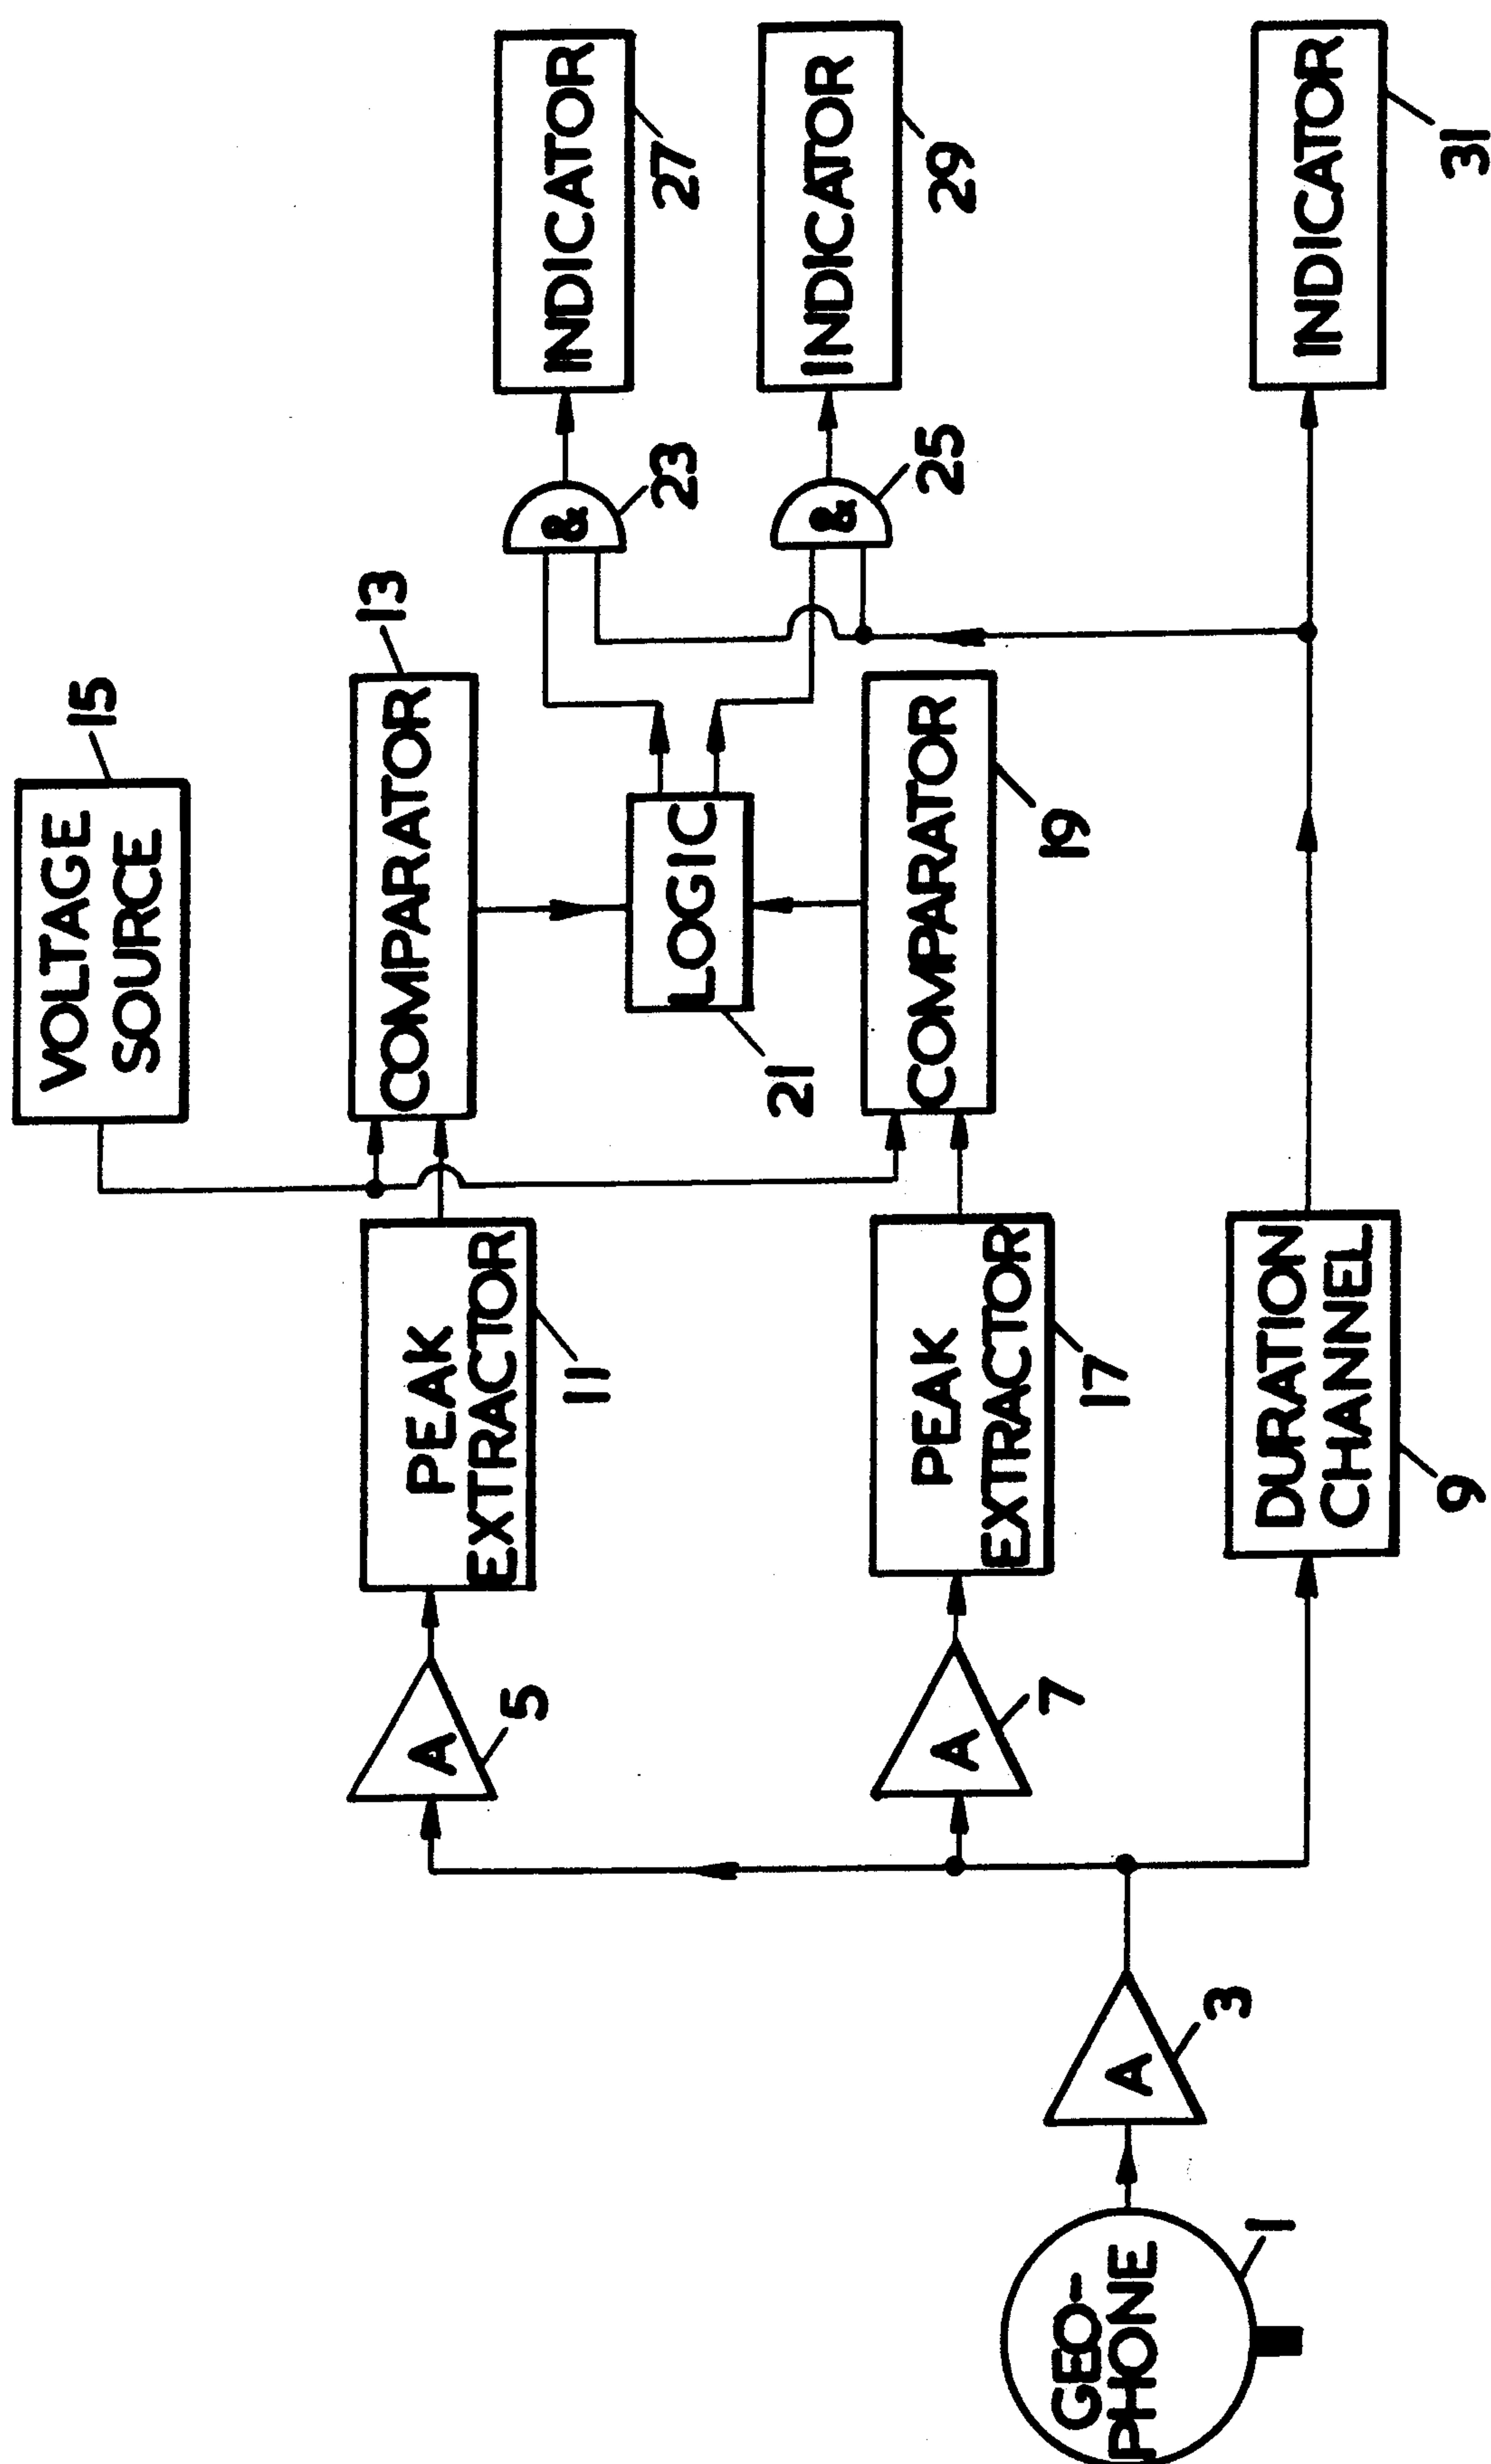 VOLTAGE
SOURCE
15
COMPARATOR
13
INDICATOR
27
&
23
PEAK
EXTRACTOR
11
A
5
LOGIC
21
INDICATOR
29
&
25
PEAK
EXTRACTOR
17
A
7
COMPARATOR
19
GEO-
PHONE
1
A
3
DURATION
CHANNEL
9
INDICATOR
31